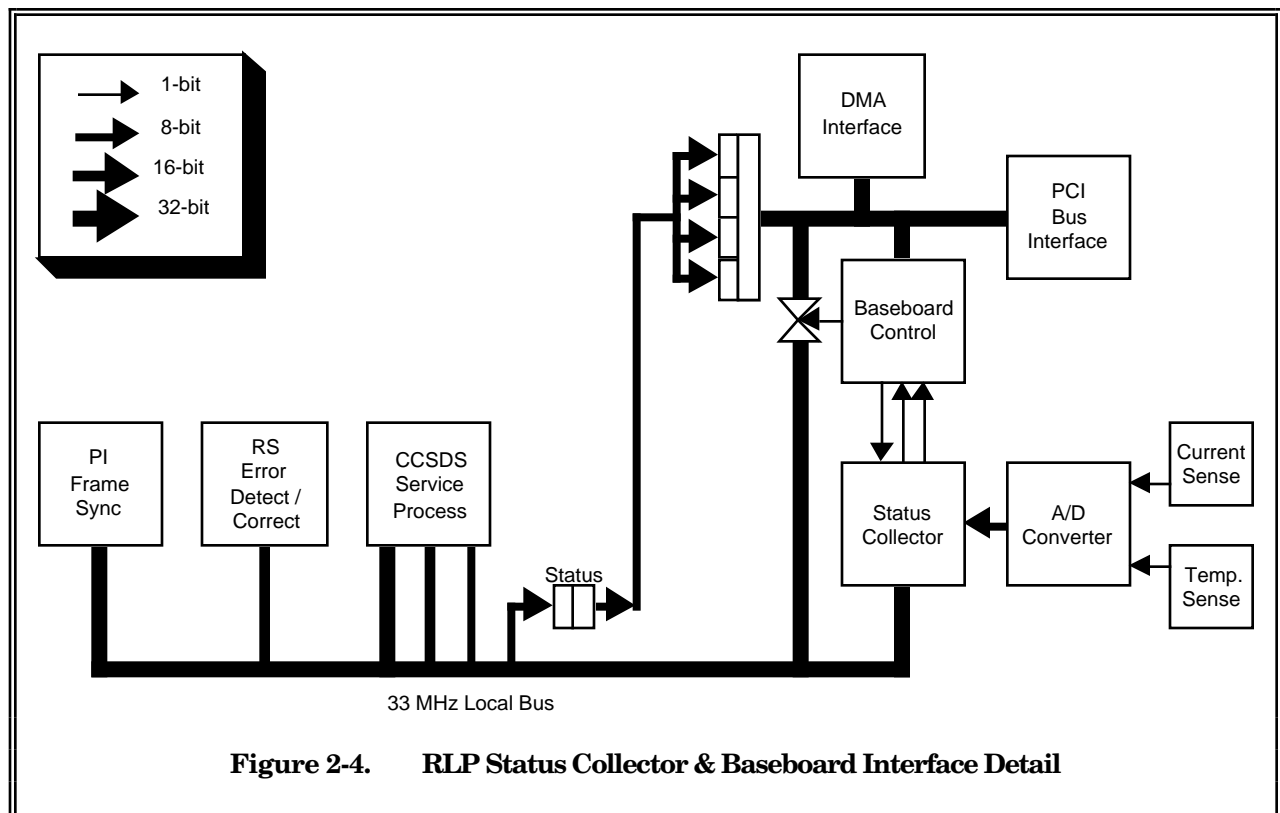 1-bit
8-bit
16-bit
32-bit
DMA
Interface
PCI
Bus
Interface
Baseboard
Control
PI
Frame
Sync
RS
Error
Detect /
Correct
CCSDS
Service
Process
Status
Status
Collector
A/D
Converter
Current
Sense
Temp.
Sense
33 MHz Local Bus
Figure 2-4. RLP Status Collector & Baseboard Interface Detail